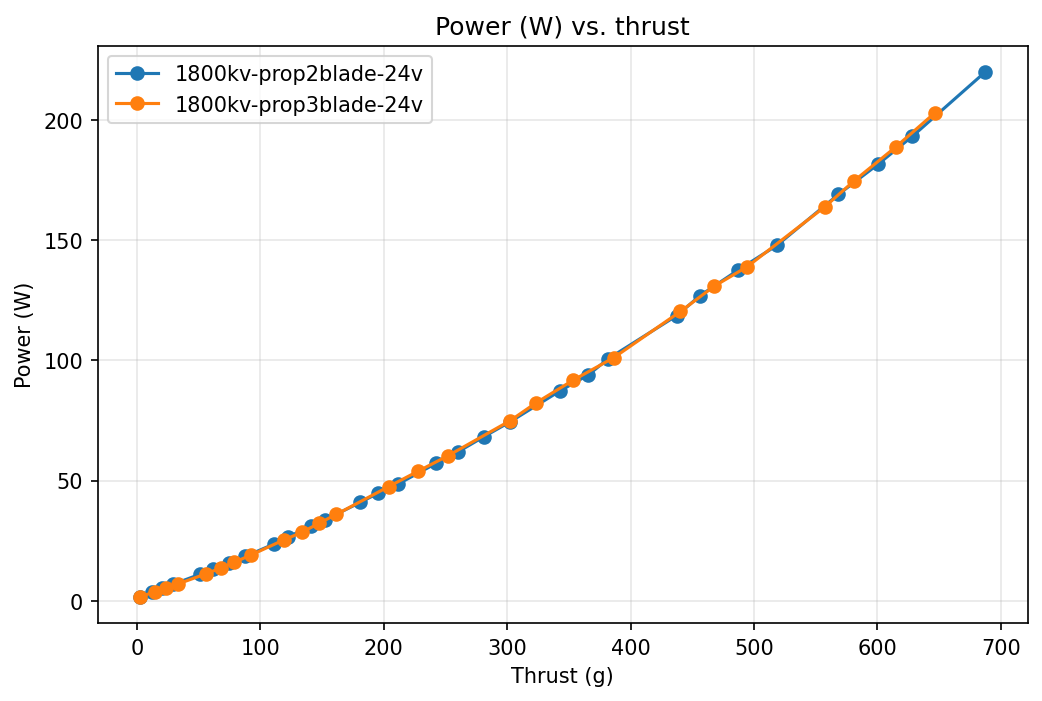 Power (W) vs. thrust
1800kv-prop2blade-24v
1800kv-prop3blade-24v
Power (W)
200
150
100
50
0
0 100 200 300 400 500 600 700
Thrust (g)